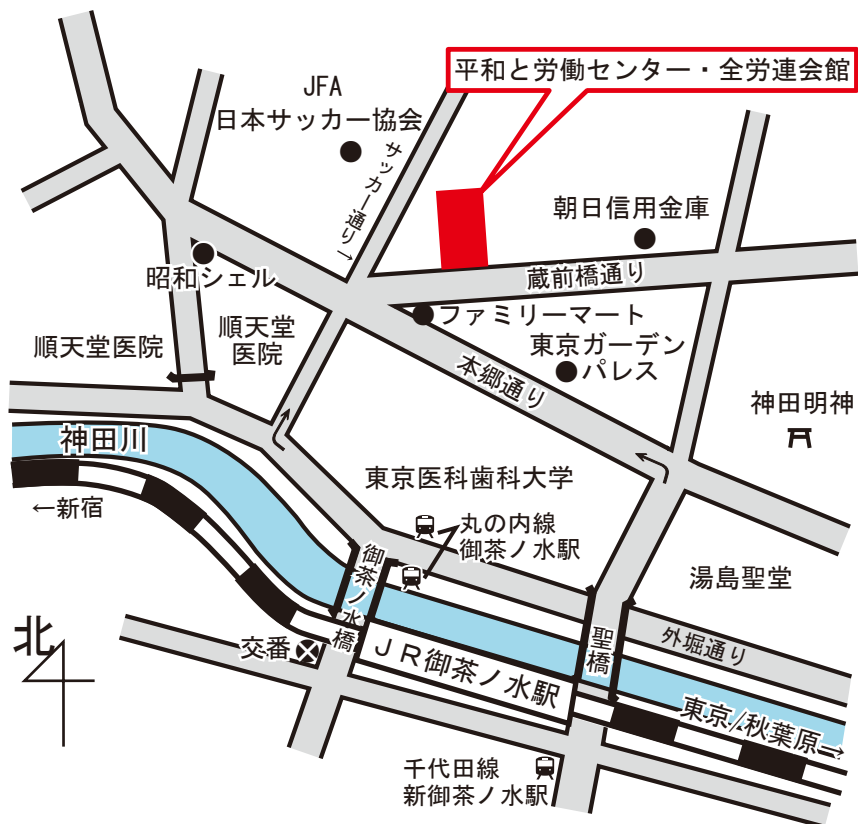 平和と労働センター・全労連会館
JFA
日本サッカー協会
サッカー通り→
朝日信用金庫
昭和シェル
蔵前橋通り
順天堂医院
順天堂
医院
ファミリーマート
東京ガーデン
パレス
本郷通り
神田明神
神田川
東京医科歯科大学
←新宿
丸の内線
御茶ノ水駅
御茶ノ水橋
湯島聖堂
北
交番
JR御茶ノ水駅
聖橋
外堀通り
東京/秋葉原→
千代田線
新御茶ノ水駅